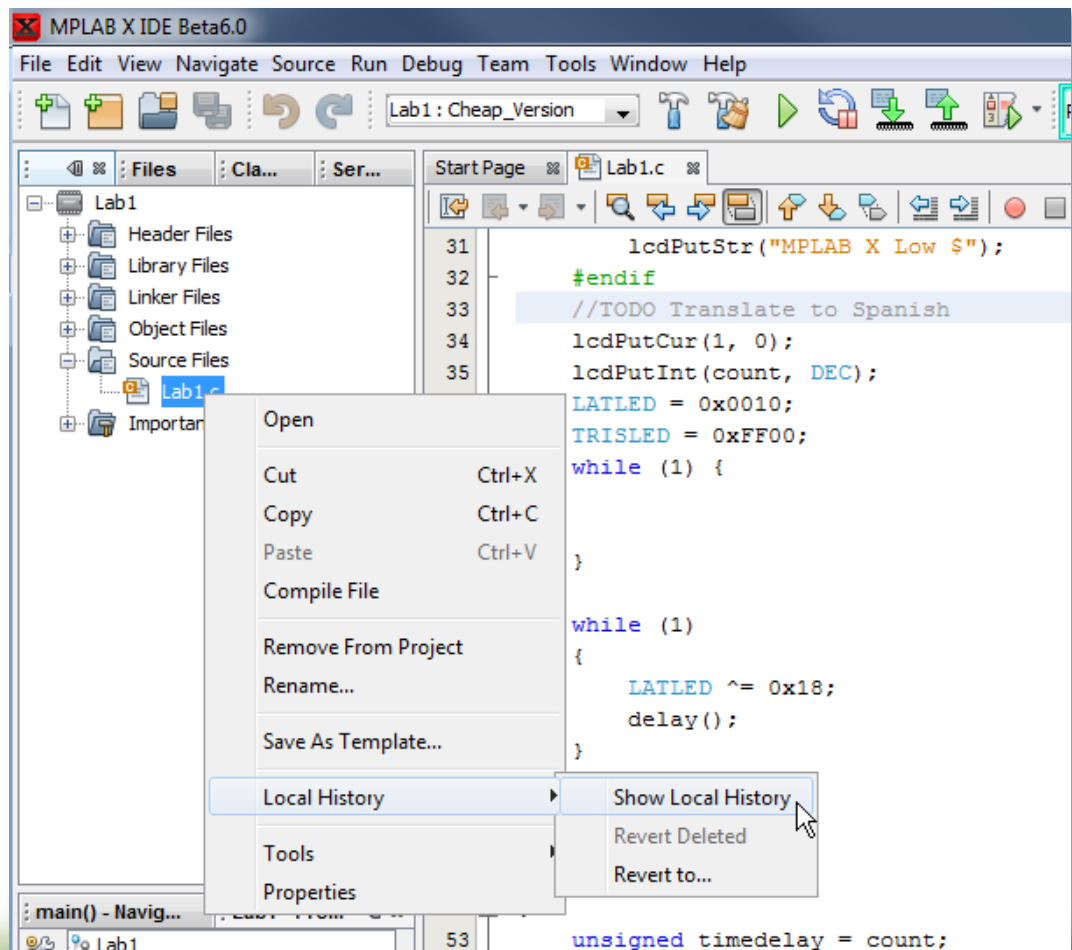 MPLAB X IDE Beta6.0
File Edit View Navigate Source Run Debug Team Tools Window Help
Lab1 : Cheap_Version
Files Cla... Ser...
Start Page Lab1.c
Lab1
Header Files
Library Files
Linker Files
Object Files
Source Files
Lab1.c
Importan
31 lcdPutStr("MPLAB X Low $");
32 #endif
33 //TODO Translate to Spanish
34 lcdPutCur(1, 0);
35 lcdPutInt(count, DEC);
LATLED = 0x0010;
TRISLED = 0xFF00;
while (1) {
}
while (1)
{
LATLED ^= 0x18;
delay();
}
53 unsigned timedelay = count;
Open
Cut Ctrl+X
Copy Ctrl+C
Paste Ctrl+V
Compile File
Remove From Project
Rename...
Save As Template...
Local History
Tools
Properties
Show Local History
Revert Deleted
Revert to...
main() - Navig...
Lab1